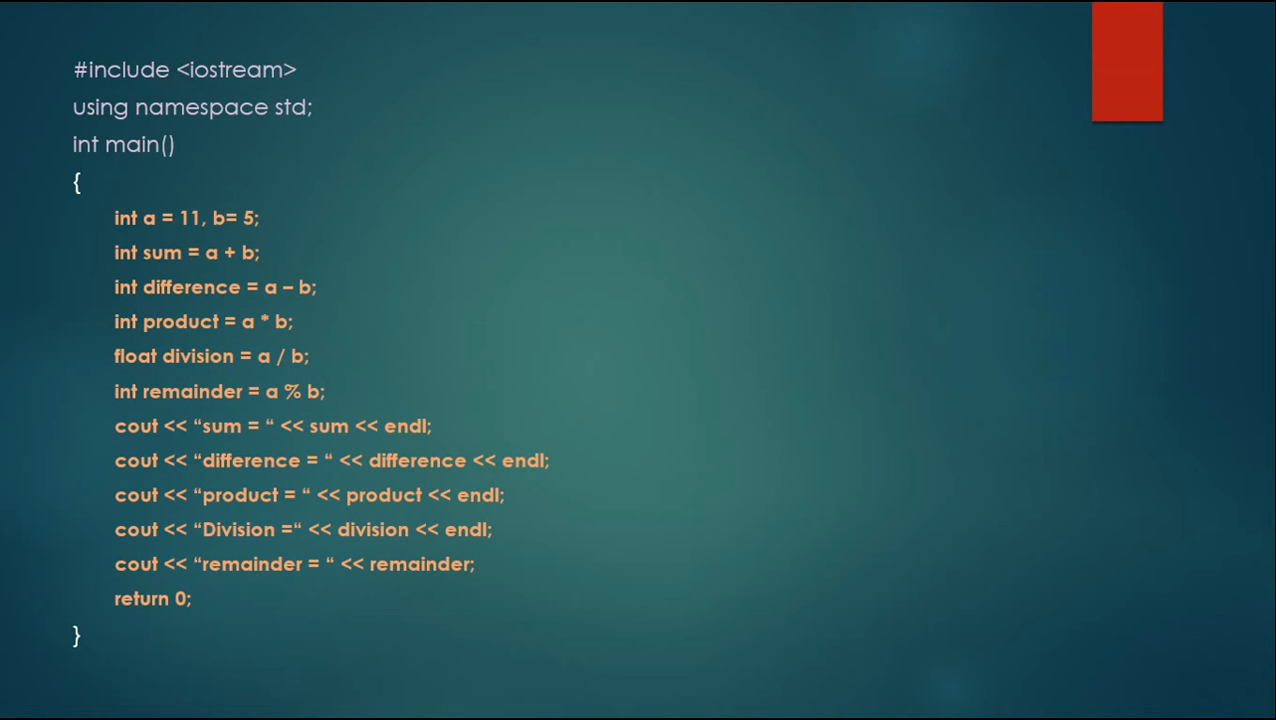 #include <iostream>
using namespace std;
int main()
{
int a = 11, b= 5;
int sum = a + b;
int difference = a – b;
int product = a * b;
float division = a / b;
int remainder = a % b;
cout << “sum = “ << sum << endl;
cout << “difference = “ << difference << endl;
cout << “product = “ << product << endl;
cout << “Division =“ << division << endl;
cout << “remainder = “ << remainder;
return 0;
}